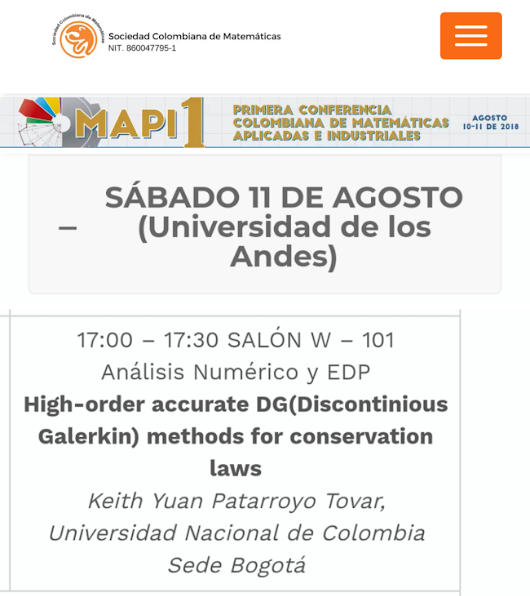 Sociedad Colombiana de Matemáticas
Sociedad Colombiana de Matemáticas
NIT. 860047795-1
MAPI1
PRIMERA CONFERENCIA
COLOMBIANA DE MATEMÁTICAS
APLICADAS E INDUSTRIALES
AGOSTO
10-11 DE 2018
– SÁBADO 11 DE AGOSTO
(Universidad de los
Andes)
17:00 – 17:30 SALÓN W – 101
Análisis Numérico y EDP
High-order accurate DG(Discontinious
Galerkin) methods for conservation
laws
Keith Yuan Patarroyo Tovar,
Universidad Nacional de Colombia
Sede Bogotá